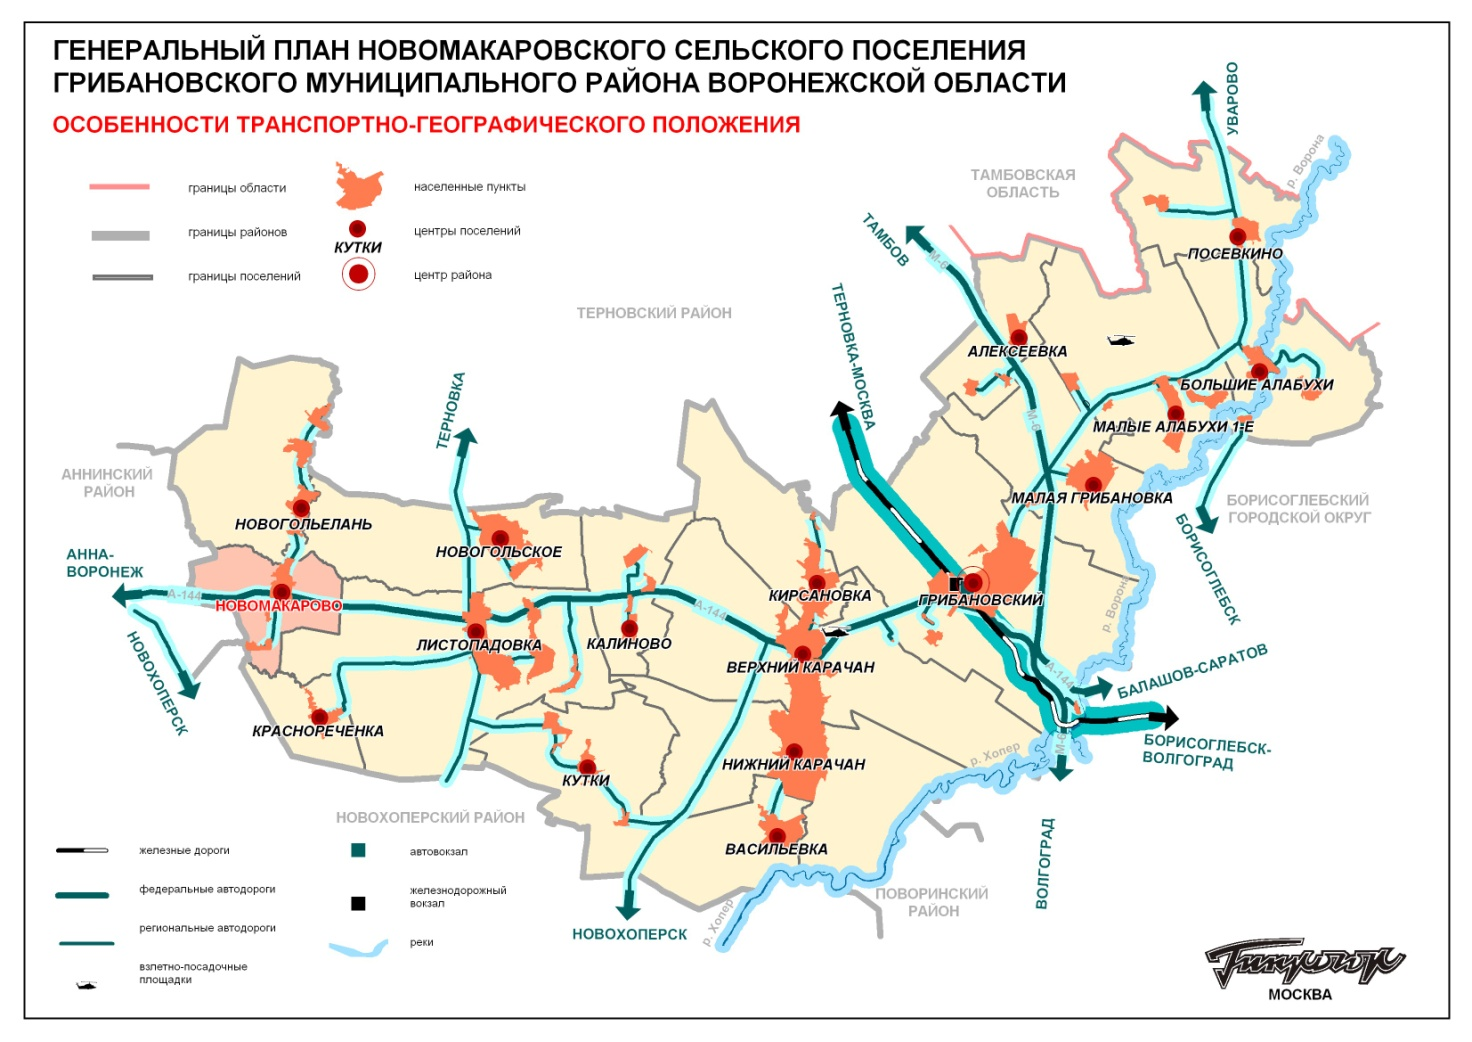 ГЕНЕРАЛЬНЫЙ ПЛАН НОВОМАКАРОВСКОГО СЕЛЬСКОГО ПОСЕЛЕНИЯ
ГРИБАНОВСКОГО МУНИЦИПАЛЬНОГО РАЙОНА ВОРОНЕЖСКОЙ ОБЛАСТИ
ОСОБЕННОСТИ ТРАНСПОРТНО-ГЕОГРАФИЧЕСКОГО ПОЛОЖЕНИЯ
границы области
населенные пункты
границы районов
центры поселений
КУТКИ
границы поселений
центр района
УВАРОВО
р. Ворона
ТАМБОВСКАЯ
ОБЛАСТЬ
ТАМБОВ
М-6
ПОСЕВКИНО
ТЕРНОВСКИЙ РАЙОН
ТЕРНОВКА-МОСКВА
АЛЕКСЕЕВКА
БОЛЬШИЕ АЛАБУХИ
М-6
МАЛЫЕ АЛАБУХИ 1-Е
ТЕРНОВКА
АННИНСКИЙ
РАЙОН
МАЛАЯ ГРИБАНОВКА
БОРИСОГЛЕБСКИЙ
ГОРОДСКОЙ ОКРУГ
БОРИСОГЛЕБСК
НОВОГОЛЬЕЛАНЬ
НОВОГОЛЬСКОЕ
АННА-
ВОРОНЕЖ
А-144
НОВОМАКАРОВО
КИРСАНОВКА
А-144
ГРИБАНОВСКИЙ
р. Ворона
ЛИСТОПАДОВКА
КАЛИНОВО
ВЕРХНИЙ КАРАЧАН
НОВОХОПЕРСК
А-144
БАЛАШОВ-САРАТОВ
КРАСНОРЕЧЕНКА
КУТКИ
НИЖНИЙ КАРАЧАН
р. Хопер
М-6
БОРИСОГЛЕБСК-
ВОЛГОГРАД
НОВОХОПЕРСКИЙ РАЙОН
ВАСИЛЬЕВКА
ВОЛГОГРАД
ПОВОРИНСКИЙ
РАЙОН
р. Хопер
НОВОХОПЕРСК
железные дороги
автовокзал
федеральные автодороги
железнодорожный
вокзал
региональные автодороги
реки
взлетно-посадочные
площадки
Гипрогор
МОСКВА